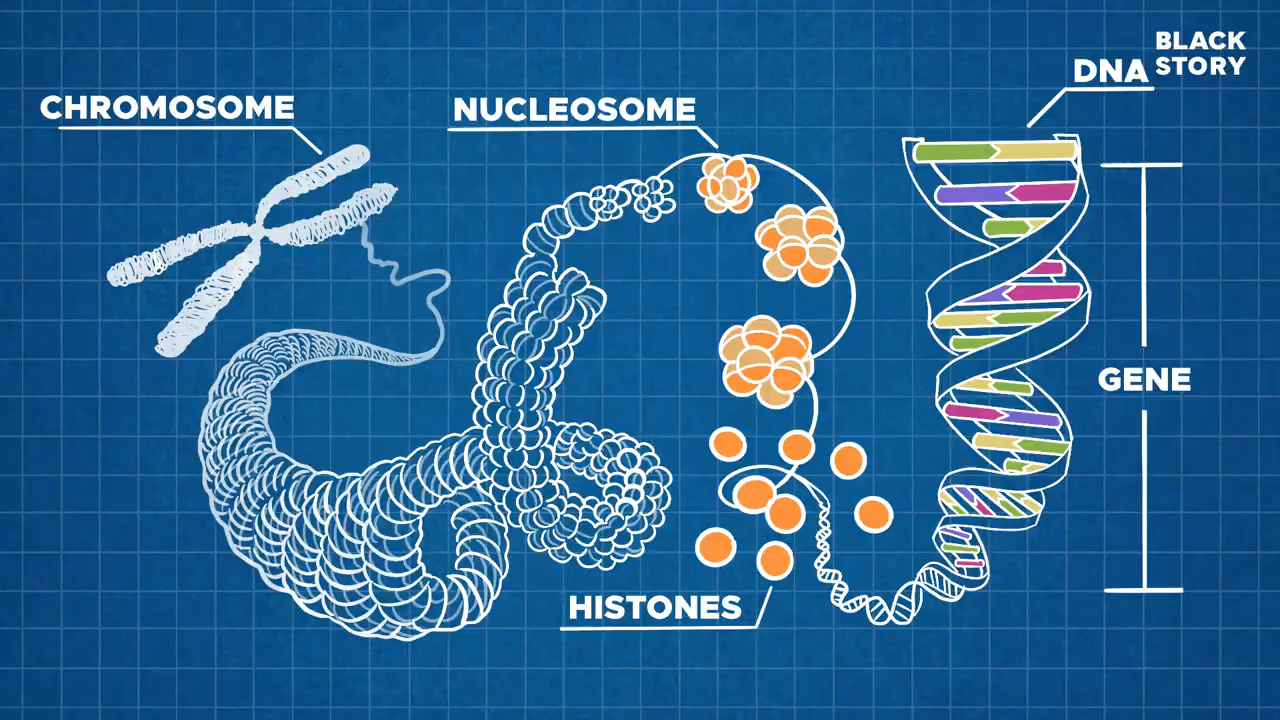 BLACK
STORY
DNA
CHROMOSOME
NUCLEOSOME
GENE
HISTONES